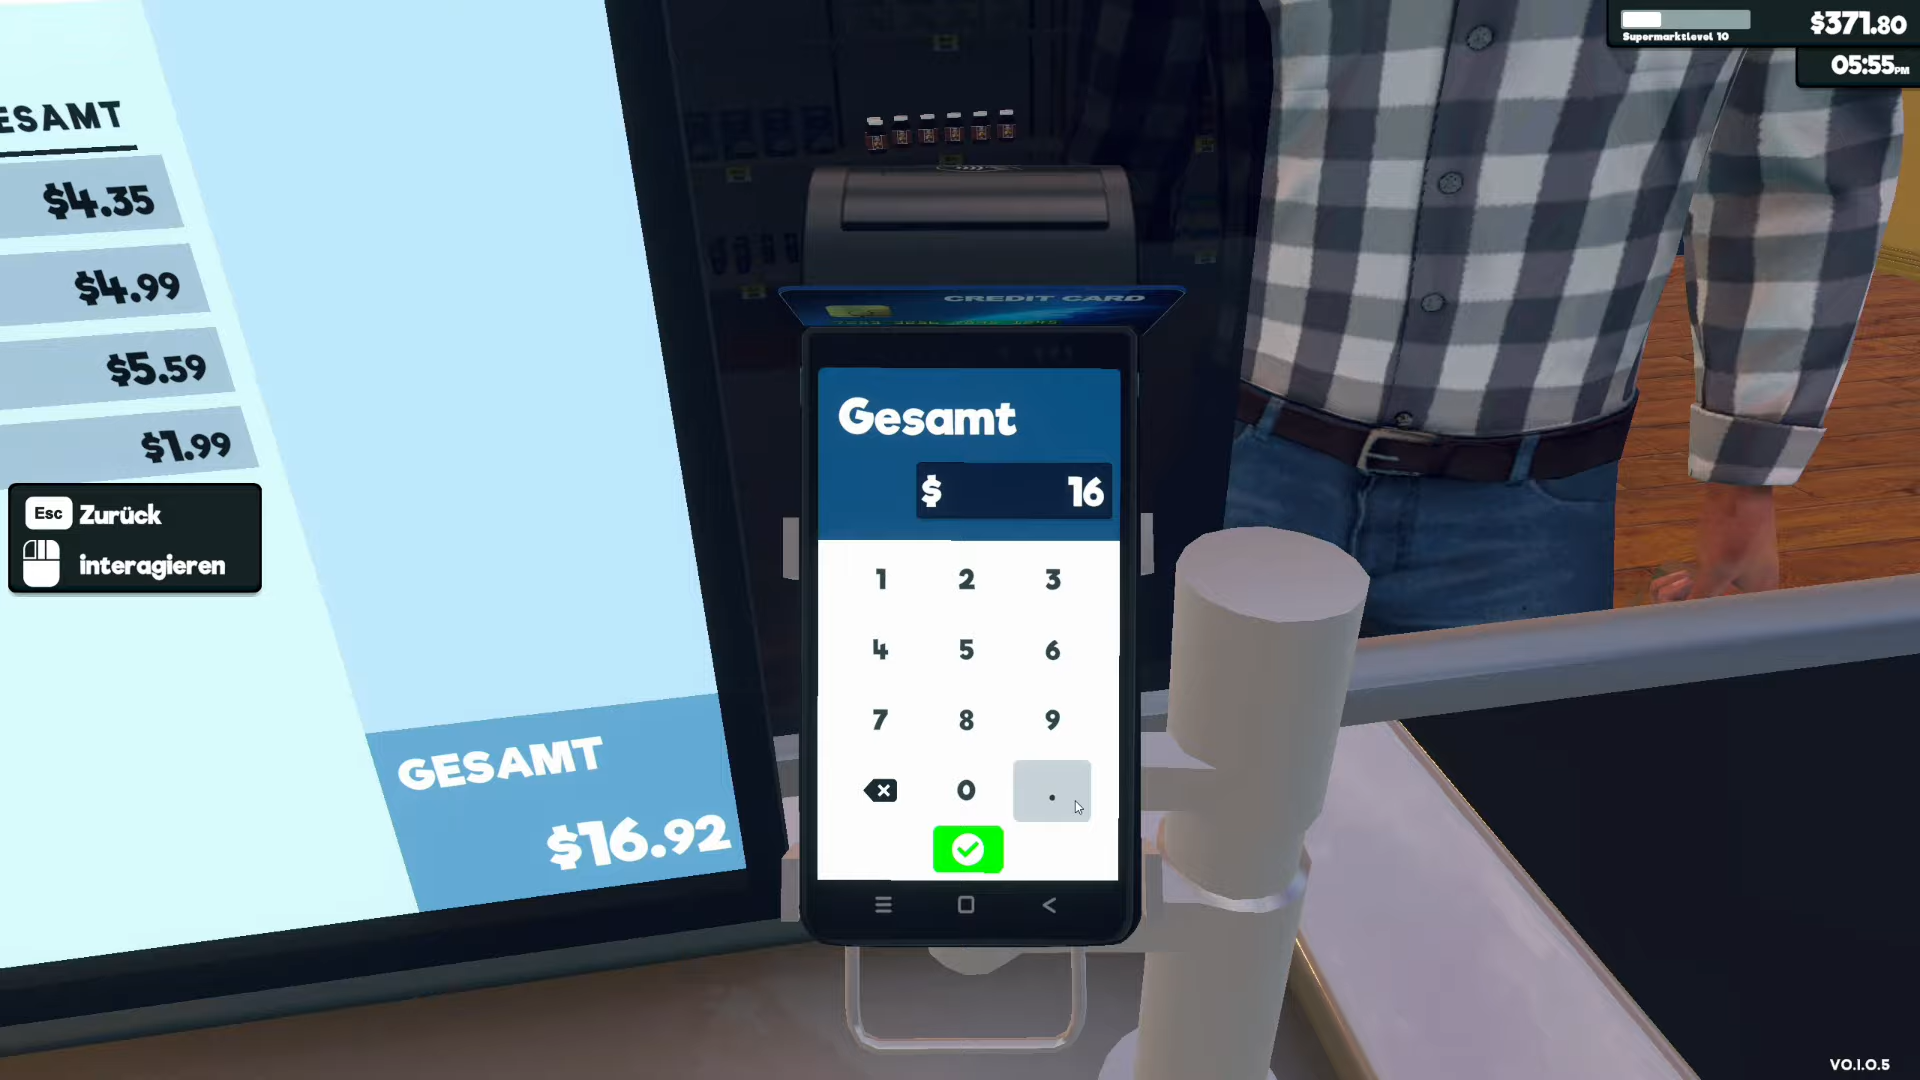 $371.80
Supermarktlevel 10
05:55PM
ESAMT
$4.35
$4.99
$5.59
$1.99
Esc Zurück
interagieren
GESAMT
$16.92
CREDIT CARD
Gesamt
$ 16
1 2 3
4 5 6
7 8 9
0 .
V0.1.0.5